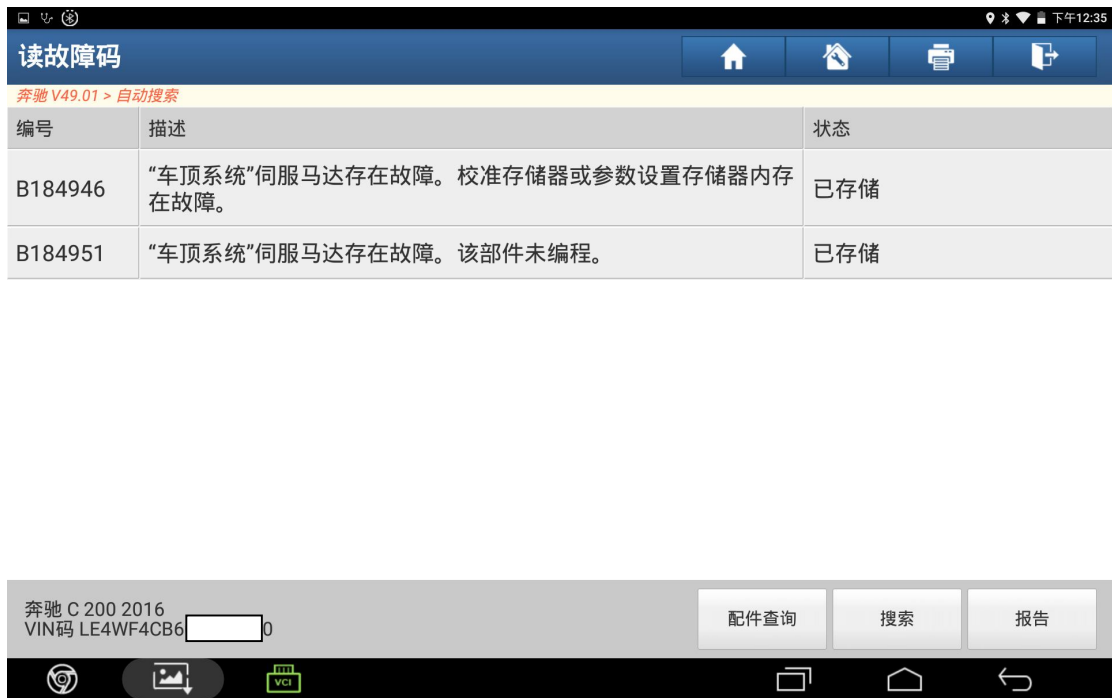 下午12:35
读故障码
奔驰 V49.01 > 自动搜索
编号 描述 状态
B184946 “车顶系统”伺服马达存在故障。校准存储器或参数设置存储器内存
在故障。 已存储
B184951 “车顶系统”伺服马达存在故障。该部件未编程。 已存储
奔驰 C 200 2016
VIN码 LE4WF4CB6 0
配件查询 搜索 报告
VCI